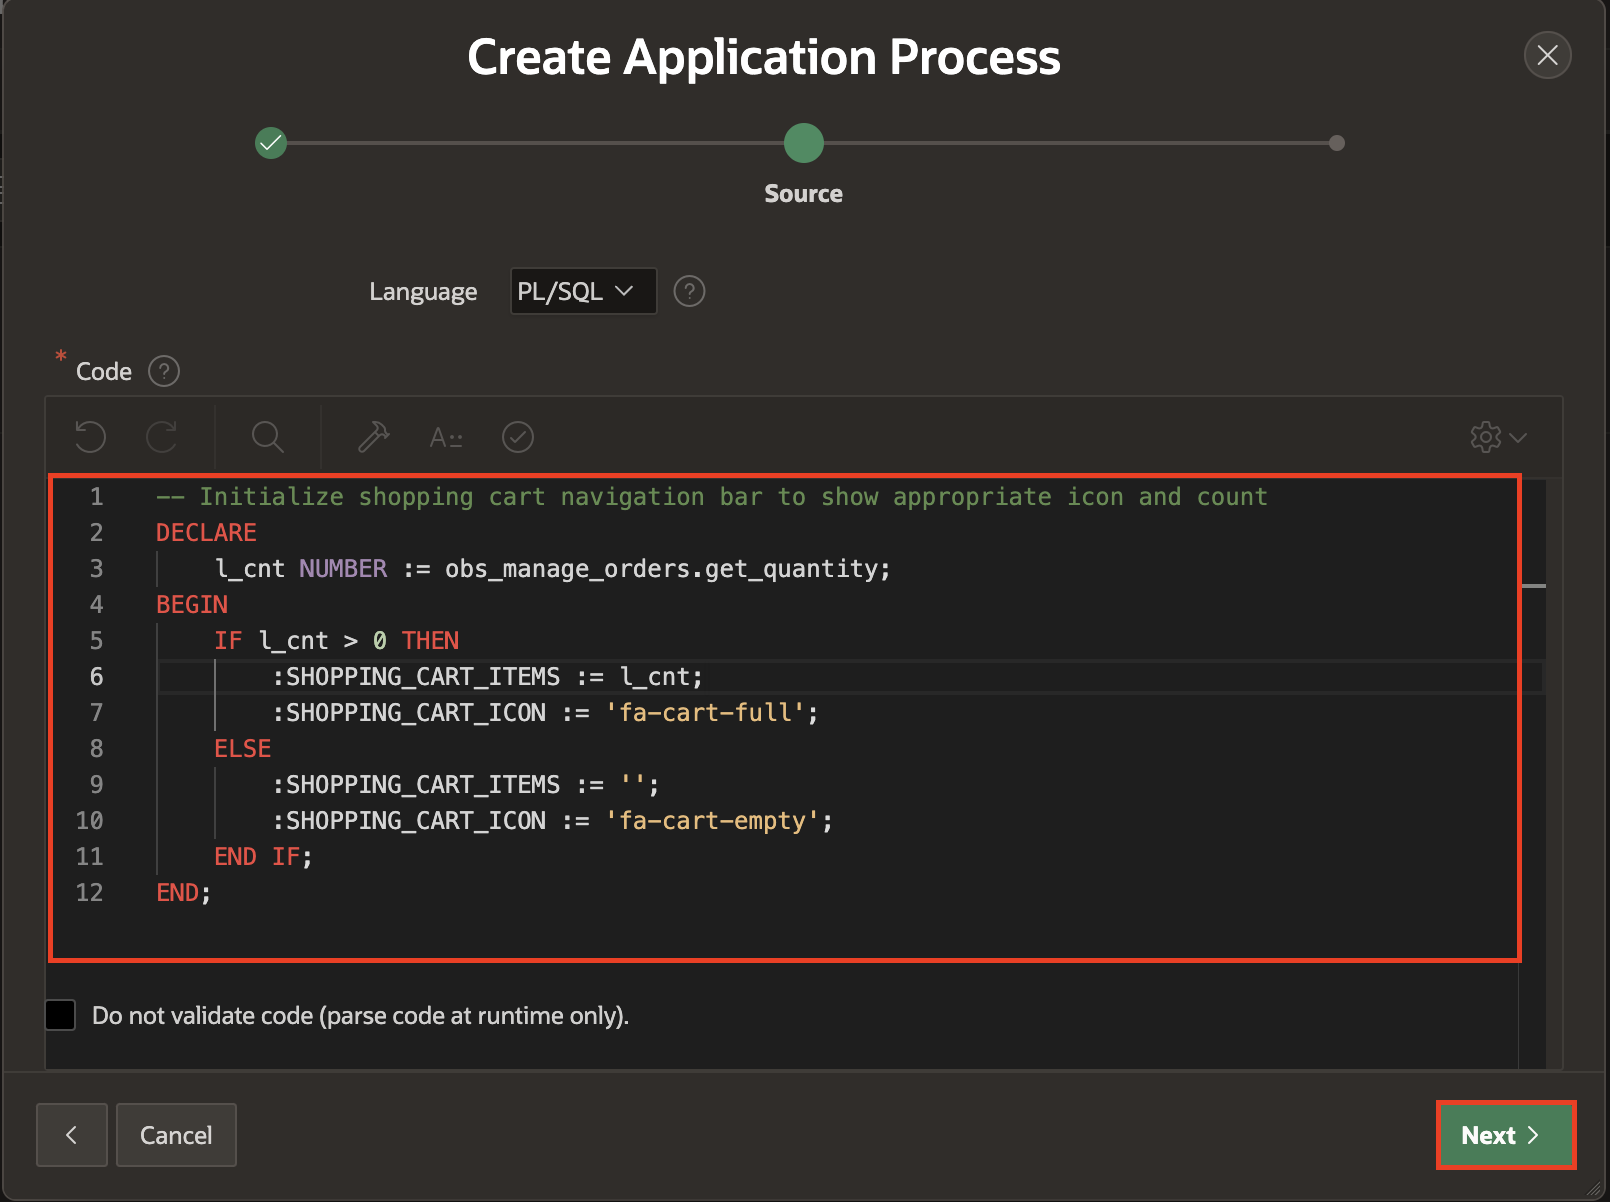 Create Application Process
Source
Language PL/SQL ?
* Code ?
A
1 -- Initialize shopping cart navigation bar to show appropriate icon and count
2 DECLARE
3     l_cnt NUMBER := obs_manage_orders.get_quantity;
4 BEGIN
5     IF l_cnt > 0 THEN
6         :SHOPPING_CART_ITEMS := l_cnt;
7         :SHOPPING_CART_ICON := 'fa-cart-full';
8     ELSE
9         :SHOPPING_CART_ITEMS := '';
10         :SHOPPING_CART_ICON := 'fa-cart-empty';
11     END IF;
12 END;
Do not validate code (parse code at runtime only).
Cancel Next